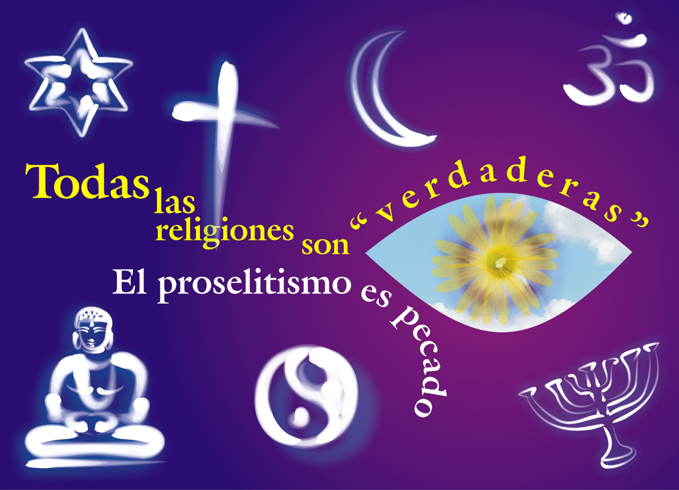 Todas las religiones son “verdaderas”
El proselitismo es pecado